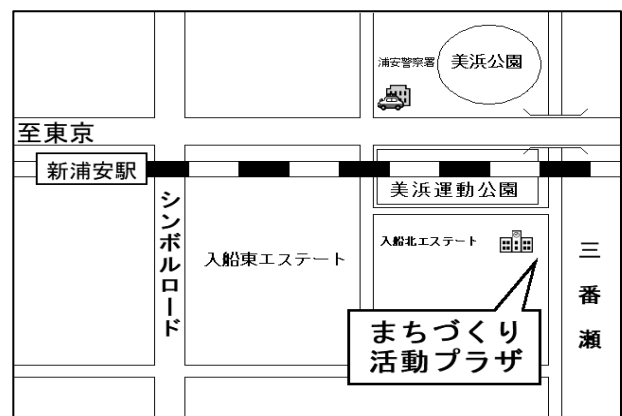 浦安警察署
美浜公園
至東京
新浦安駅
美浜運動公園
シンボルロード
入船東エステート
入船北エステート
三番瀬
まちづくり
活動プラザ